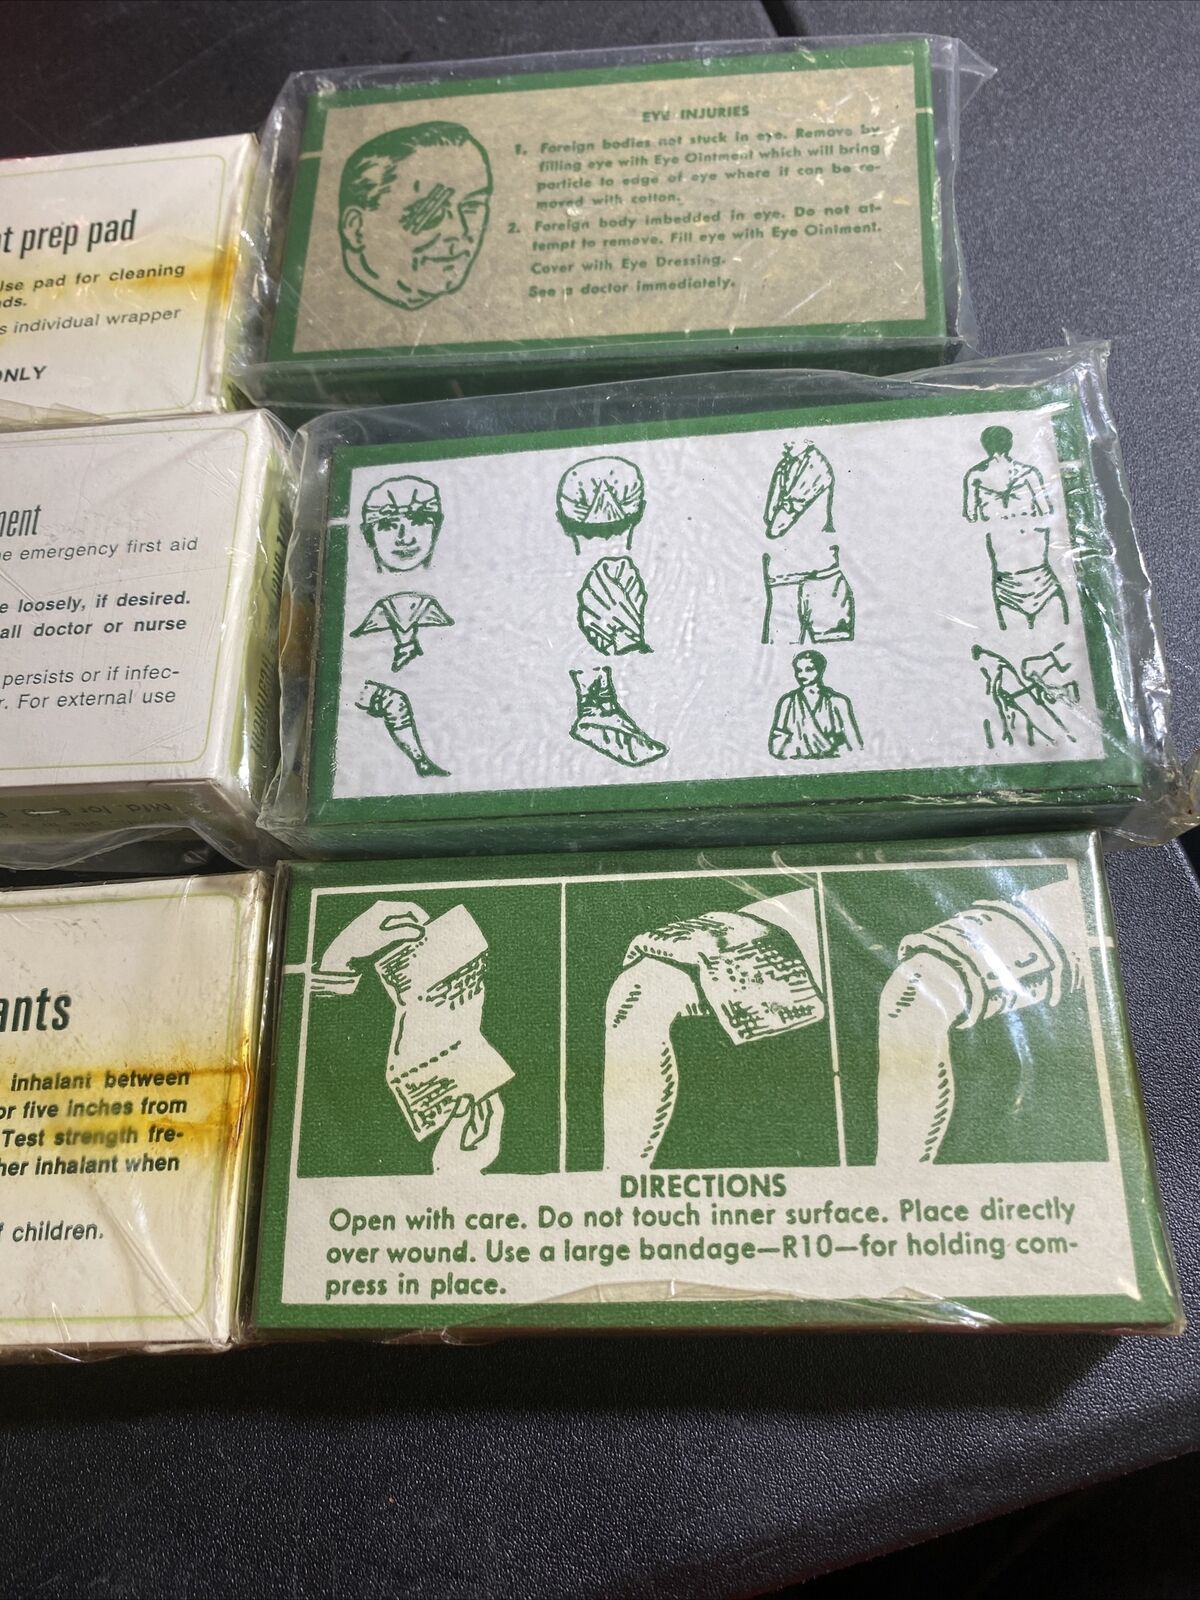 t prep pad
Use pad for cleaning
ds.
s individual wrapper
ONLY
EYE INJURIES
1. Foreign bodies not stuck in eye. Remove by
filling eye with Eye Ointment which will bring
particle to edge of eye where it can be re-
moved with cotton.
2. Foreign body imbedded in eye. Do not at-
tempt to remove. Fill eye with Eye Ointment.
Cover with Eye Dressing.
See a doctor immediately.
ment
e emergency first aid
e loosely, if desired.
all doctor or nurse
persists or if infec-
r. For external use
Mfd. for E.D.
ants
inhalant between
or five inches from
Test strength fre-
her inhalant when
f children.
DIRECTIONS
Open with care. Do not touch inner surface. Place directly
over wound. Use a large bandage—R10—for holding com-
press in place.